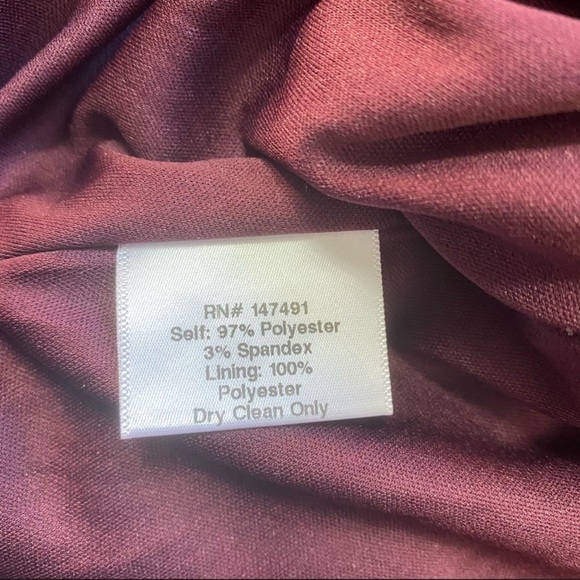 RN# 147491
Self: 97% Polyester
3% Spandex
Lining: 100%
Polyester
Dry Clean Only